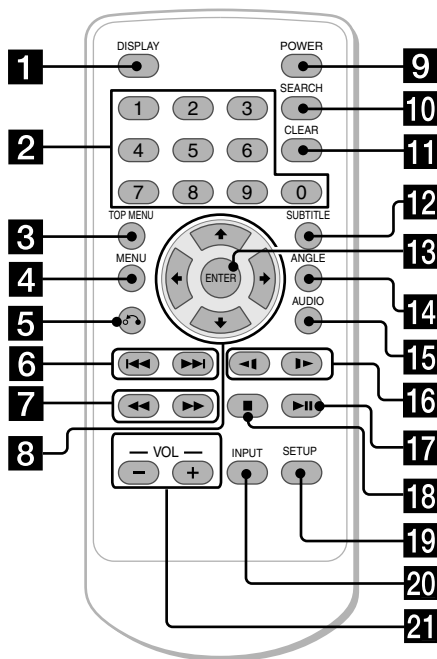 DISPLAY
POWER
1
9
SEARCH
1 2 3
10
CLEAR
2
4 5 6
11
7 8 9 0
12
TOP MENU
SUBTITLE
3
13
MENU
ENTER
ANGLE
4
14
AUDIO
5
15
6
16
7
17
8
VOL
INPUT
SETUP
18
− +
19
20
21